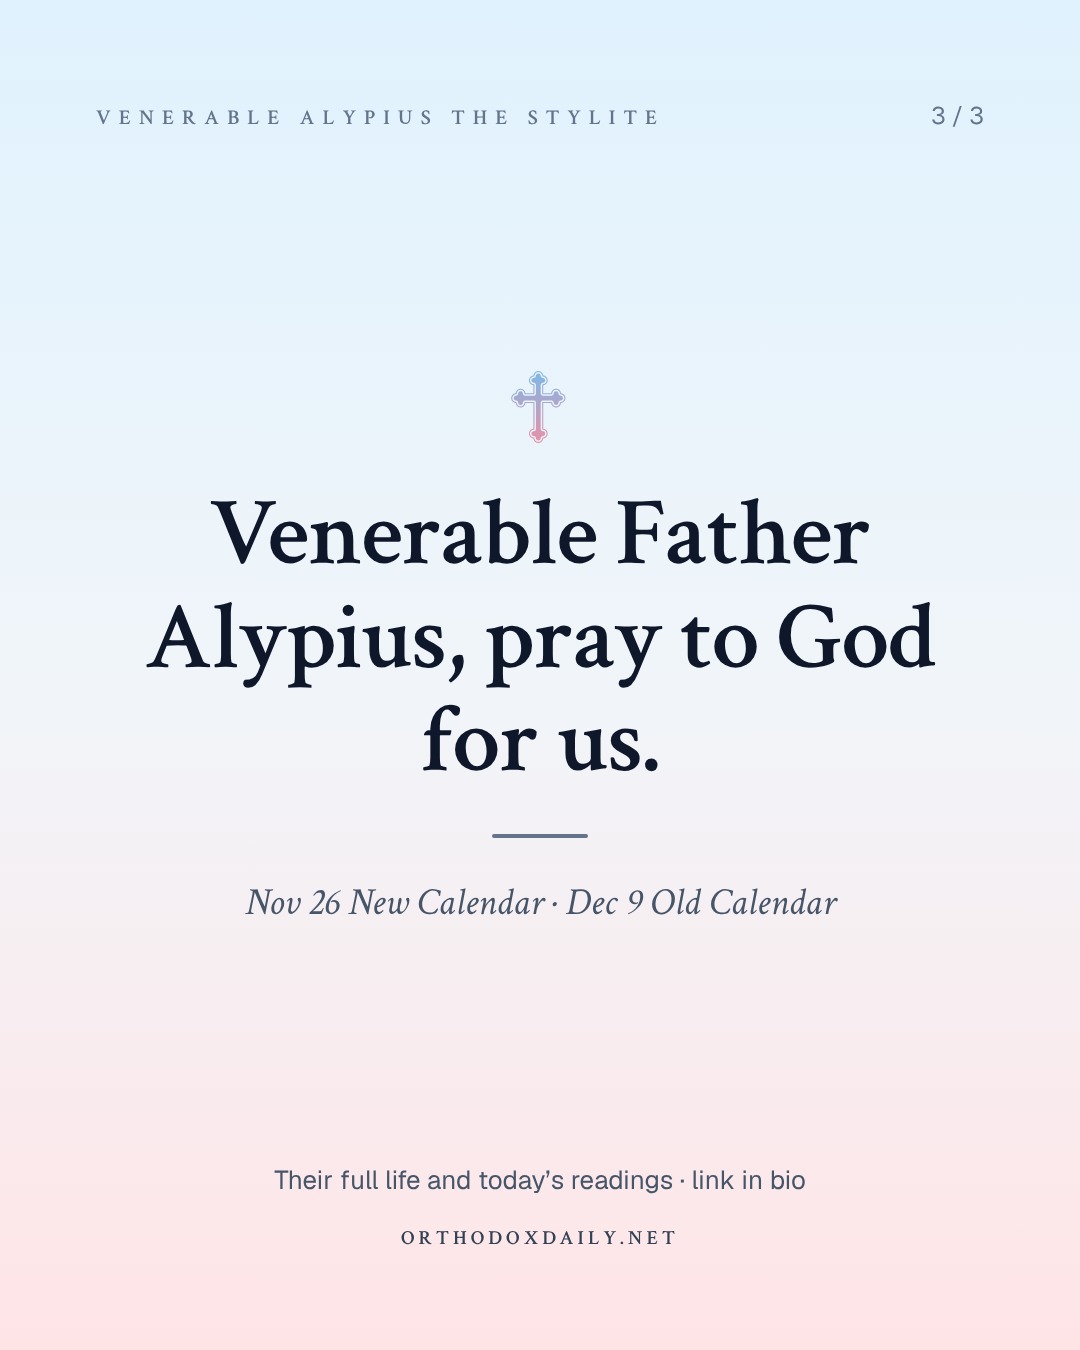 VENERABLE ALYPIUS THE STYLITE
3 / 3
Venerable Father
Alypius, pray to God
for us.
Nov 26 New Calendar · Dec 9 Old Calendar
Their full life and today’s readings · link in bio
ORTHODOXDAILY.NET